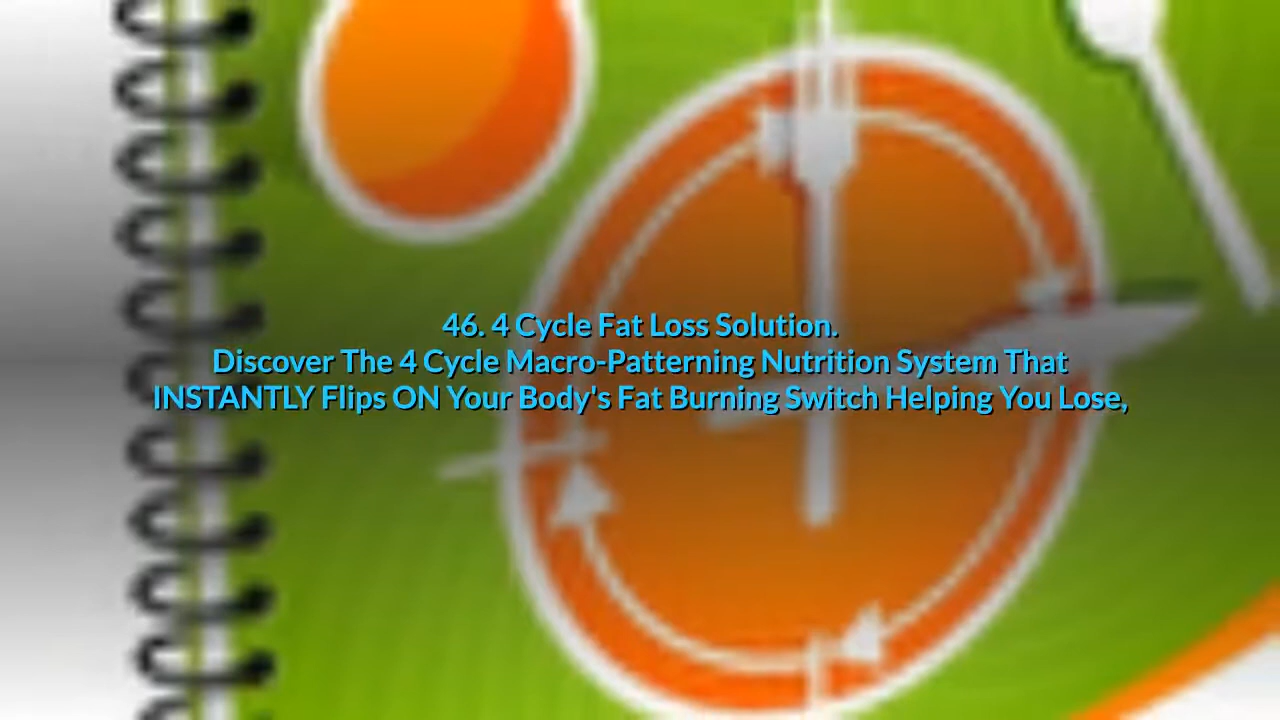 46. 4 Cycle Fat Loss Solution.
Discover The 4 Cycle Macro-Patterning Nutrition System That
INSTANTLY Flips ON Your Body's Fat Burning Switch Helping You Lose,